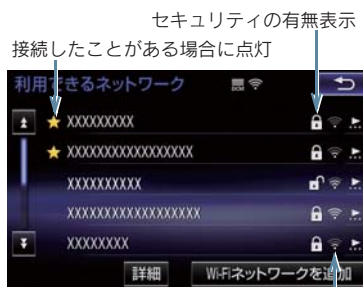 セキュリティの有無表示
接続したことがある場合に点灯
利用できるネットワーク
DCM
XXXXXXXXX
XXXXXXXXXXXXXXXXX
XXXXXXXXXX
XXXXXXXXXXXXXXXXXX
XXXXXXXX
詳細
Wi-Fiネットワークを追加